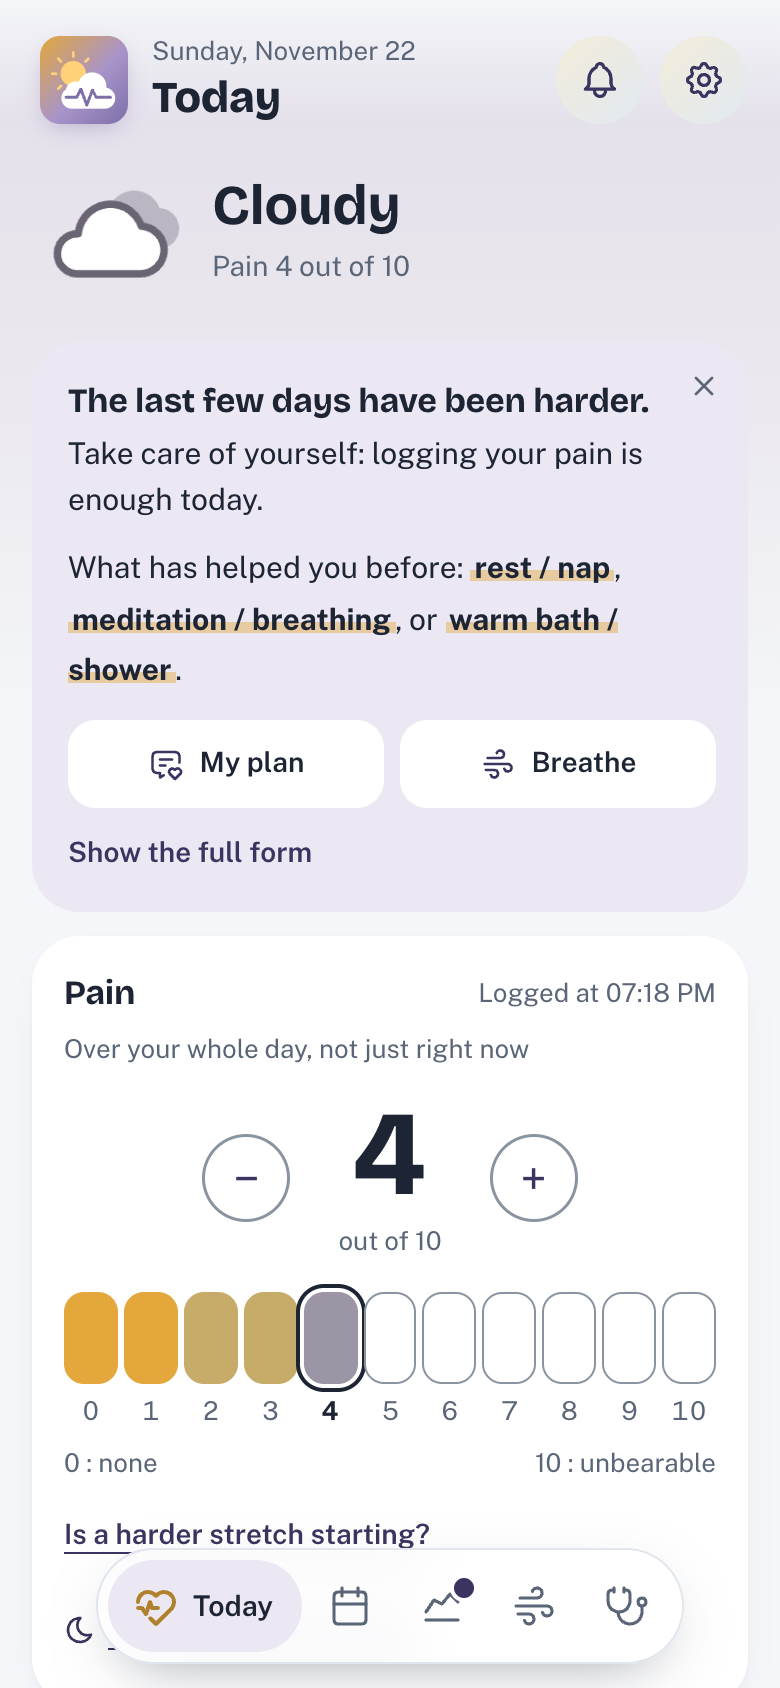 Sunday, November 22
Today
Cloudy
Pain 4 out of 10
The last few days have been harder.
Take care of yourself: logging your pain is
enough today.
What has helped you before: rest / nap,
meditation / breathing, or warm bath /
shower.
My plan
Breathe
Show the full form
Pain
Logged at 07:18 PM
Over your whole day, not just right now
−
4
+
out of 10
0 1 2 3 4 5 6 7 8 9 10
0 : none
10 : unbearable
Is a harder stretch starting?
Today